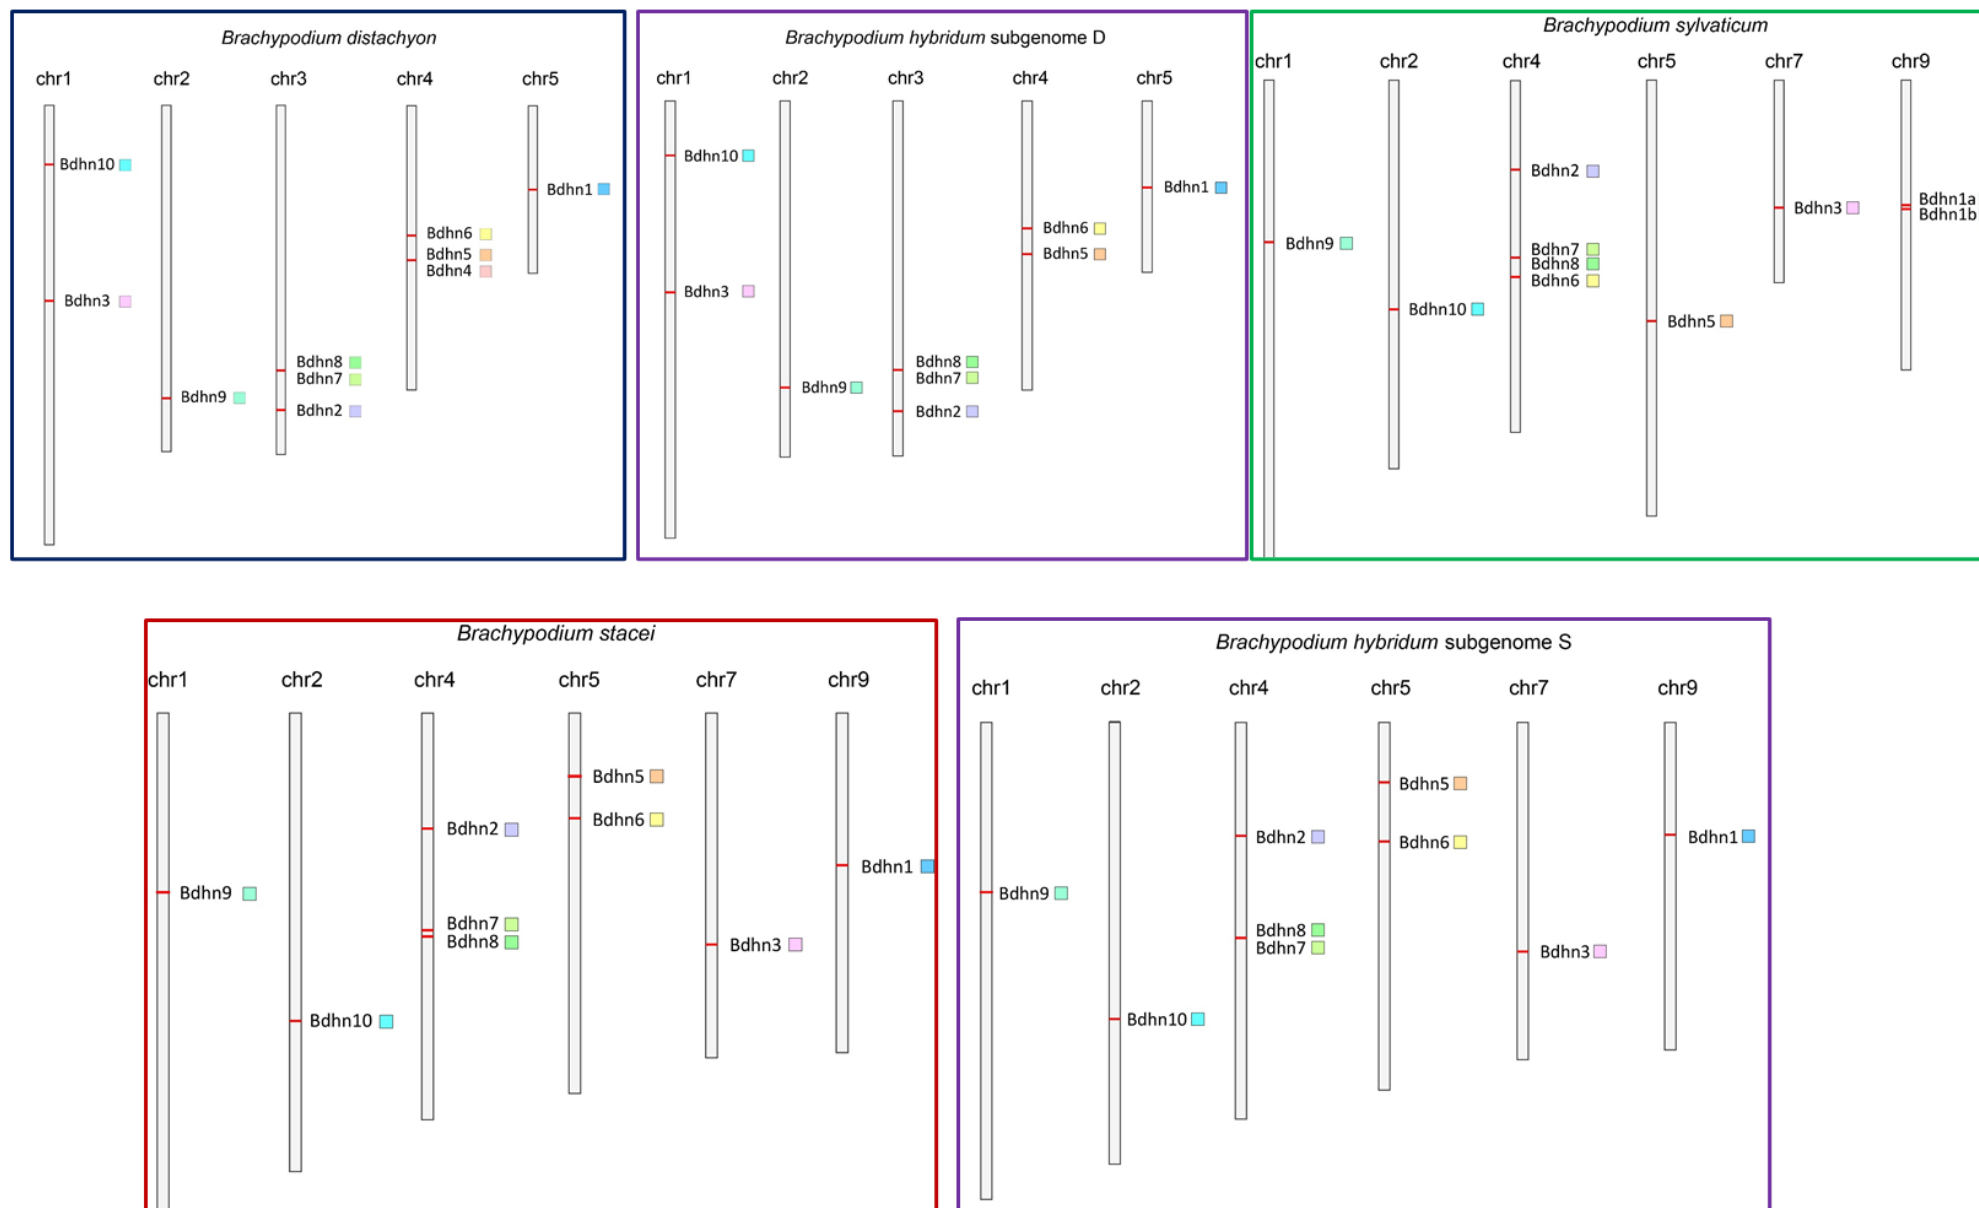 Brachypodium distachyon
chr1 chr2 chr3 chr4 chr5
Bdhn10
Bdhn1
Bdhn6
Bdhn5
Bdhn4
Bdhn3
Bdhn8
Bdhn7
Bdhn9
Bdhn2
Brachypodium hybridum subgenome D
chr1 chr2 chr3 chr4 chr5
Bdhn10
Bdhn1
Bdhn6
Bdhn5
Bdhn3
Bdhn8
Bdhn7
Bdhn9
Bdhn2
Brachypodium sylvaticum
chr1 chr2 chr4 chr5 chr7 chr9
Bdhn2
Bdhn1a
Bdhn3
Bdhn1b
Bdhn9
Bdhn7
Bdhn8
Bdhn6
Bdhn10
Bdhn5
Brachypodium stacei
chr1 chr2 chr4 chr5 chr7 chr9
Bdhn5
Bdhn6
Bdhn2
Bdhn1
Bdhn9
Bdhn7
Bdhn8
Bdhn3
Bdhn10
Brachypodium hybridum subgenome S
chr1 chr2 chr4 chr5 chr7 chr9
Bdhn5
Bdhn2
Bdhn1
Bdhn6
Bdhn9
Bdhn8
Bdhn7
Bdhn3
Bdhn10